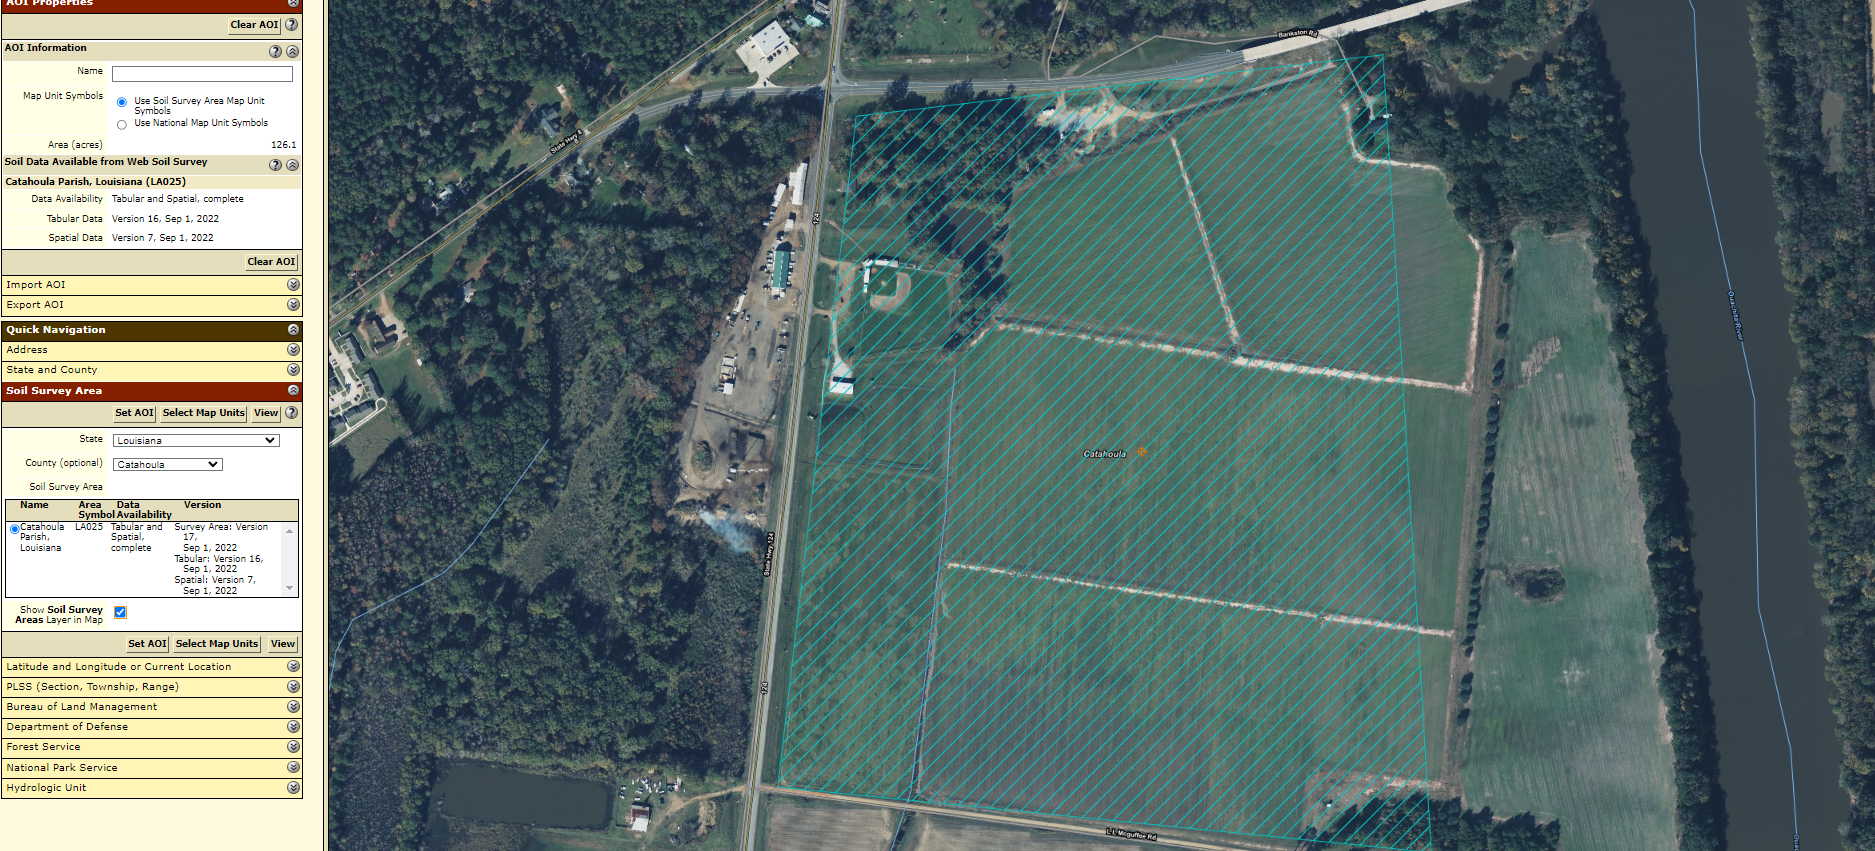 AOI Properties
Clear AOI ?
AOI Information ?
Name
Map Unit Symbols
Use Soil Survey Area Map Unit
Symbols
Use National Map Unit Symbols
Area (acres) 126.1
Soil Data Available from Web Soil Survey ?
Catahoula Parish, Louisiana (LA025)
Data Availability Tabular and Spatial, complete
Tabular Data Version 16, Sep 1, 2022
Spatial Data Version 7, Sep 1, 2022
Clear AOI
Import AOI
Export AOI
Quick Navigation
Address
State and County
Soil Survey Area
Set AOI Select Map Units View ?
State Louisiana
County (optional) Catahoula
Soil Survey Area
Name Area Symbol Data Availability Version
Catahoula Parish, Louisiana LA025 Tabular and Spatial, complete Survey Area: Version 17, Sep 1, 2022
Tabular: Version 16, Sep 1, 2022
Spatial: Version 7, Sep 1, 2022
Show Soil Survey
Areas Layer in Map
Set AOI Select Map Units View
Latitude and Longitude or Current Location
PLSS (Section, Township, Range)
Bureau of Land Management
Department of Defense
Forest Service
National Park Service
Hydrologic Unit
Bankston Rd
State Hwy 8
8
124
Ouachita River
Catahoula
State Hwy 124
124
L L Mcguffee Rd